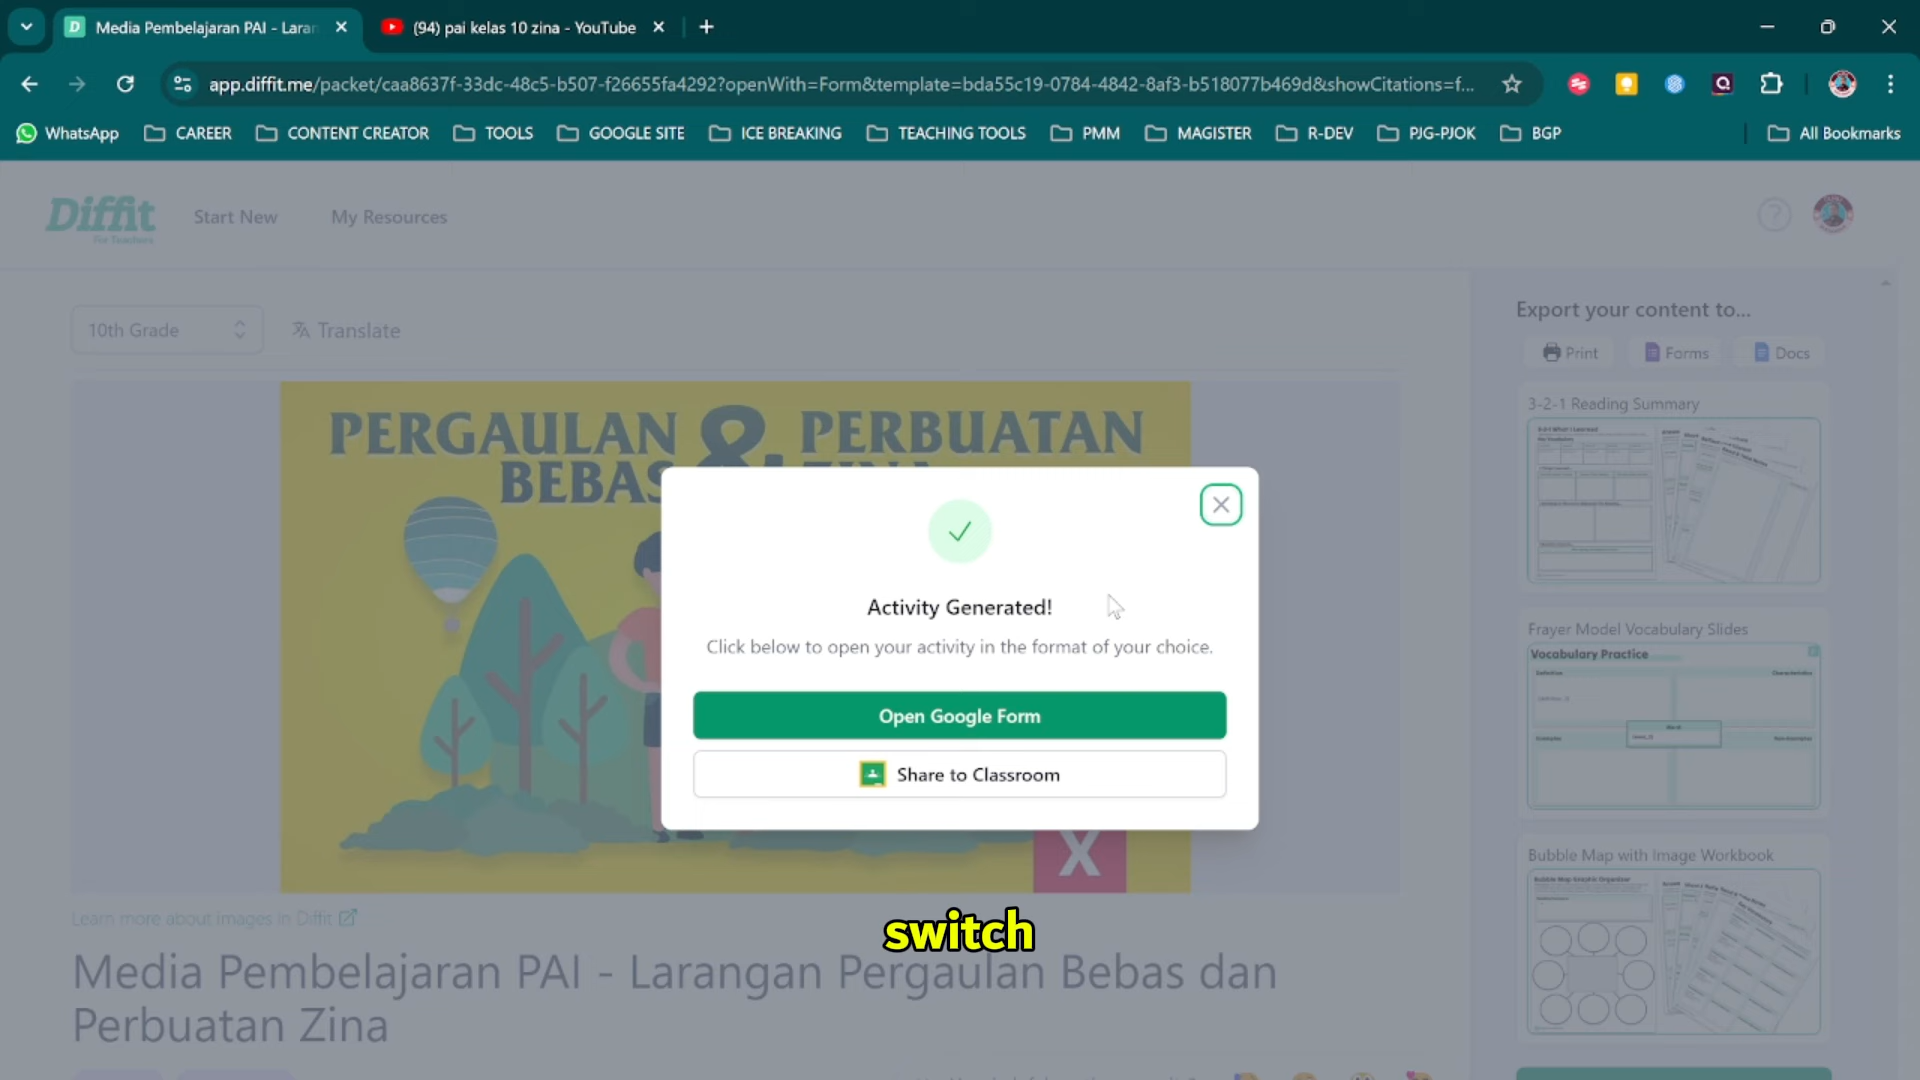 Media Pembelajaran PAI - Laran
(94) pai kelas 10 zina - YouTube
app.diffit.me/packet/caa8637f-33dc-48c5-b507-f26655fa4292?openWith=Form&template=bda55c19-0784-4842-8af3-b518077b469d&showCitations=f...
WhatsApp
CAREER
CONTENT CREATOR
TOOLS
GOOGLE SITE
ICE BREAKING
TEACHING TOOLS
PMM
MAGISTER
R-DEV
PJG-PJOK
BGP
All Bookmarks
Diffit
For Teachers
Start New
My Resources
10th Grade
Translate
Export your content to...
Print
Forms
Docs
PERGAULAN BEBAS & PERBUATAN
3-2-1 Reading Summary
Activity Generated!
Click below to open your activity in the format of your choice.
Open Google Form
Share to Classroom
Frayer Model Vocabulary Slides
Vocabulary Practice
Bubble Map with Image Workbook
X
Learn more about images in Diffit
switch
Media Pembelajaran PAI - Larangan Pergaulan Bebas dan
Perbuatan Zina